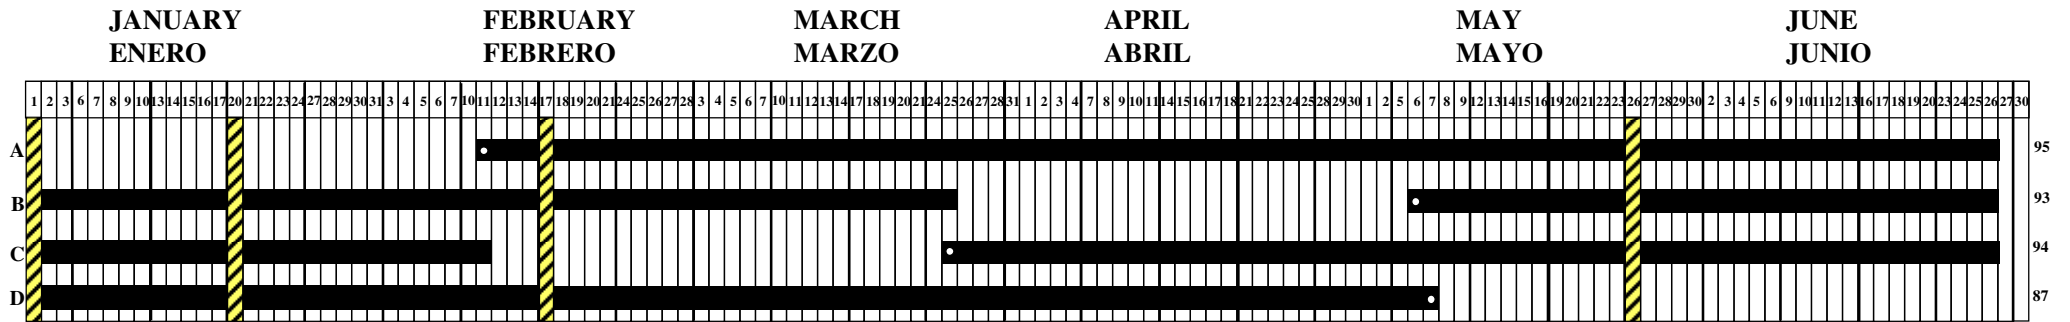 JANUARY FEBRUARY MARCH APRIL MAY JUNE
ENERO FEBRERO MARZO ABRIL MAYO JUNIO
1 2 3 6 7 8 9 10 13 14 15 16 17 20 21 22 23 24 27 28 29 30 31 3 4 5 6 7 10 11 12 13 14 17 18 19 20 21 24 25 26 27 28 3 4 5 6 7 10 11 12 13 14 17 18 19 20 21 24 25 26 27 28 31 1 2 3 4 7 8 9 10 11 14 15 16 17 18 21 22 23 24 25 28 29 30 1 2 5 6 7 8 9 12 13 14 15 16 19 20 21 22 23 26 27 28 29 30 2 3 4 5 6 9 10 11 12 13 16 17 18 19 20 23 24 25 26 27 30
A 95
B 93
C 94
D 87